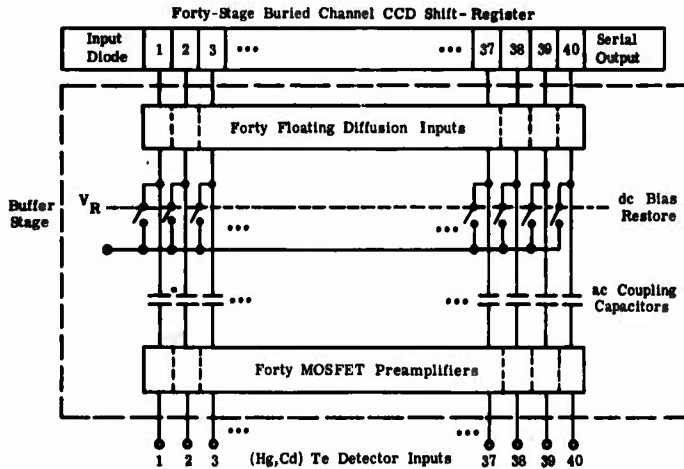 Forty-Stage Buried Channel CCD Shift-Register
Input Diode 1 2 3 ... ... 37 38 39 40 Serial Output
Forty Floating Diffusion Inputs
Buffer Stage
VR
dc Bias Restore
... ...
... ...
ac Coupling Capacitors
Forty MOSFET Preamplifiers
... ...
1 2 3 (Hg,Cd) Te Detector Inputs 37 38 39 40